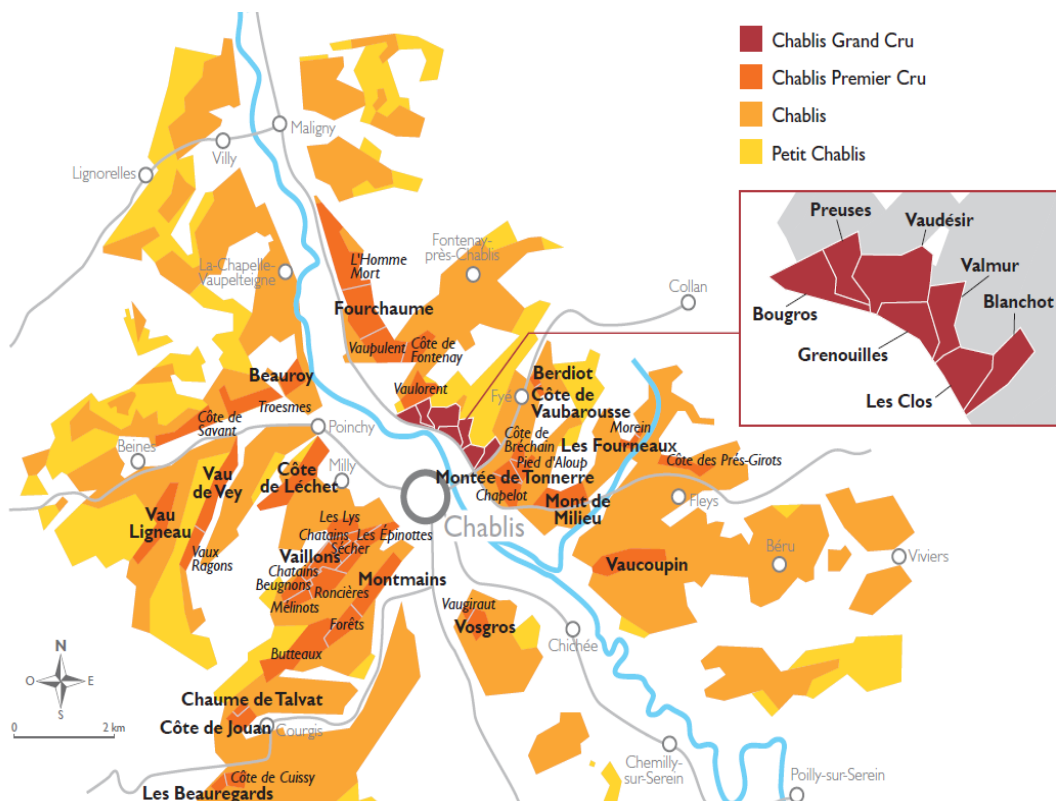 Chablis Grand Cru
Chablis Premier Cru
Chablis
Petit Chablis
Preuses
Vaudésir
Valmur
Blanchot
Bougros
Grenouilles
Les Clos
Maligny
Villy
Lignorelles
La-Chapelle-
Vaupelteigne
L'Homme
Mort
Fontenay-
près-Chablis
Collan
Fourchaume
Vaupulent
Côte de
Fontenay
Beauroy
Troesmes
Vaulorent
Fyé
Berdiot
Côte de
Vaubarousse
Morein
Côte de
Savant
Poinchy
Côte de
Bréchain
Les Fourneaux
Beines
Milly
Pied d'Aloup
Côte des Prés-Girots
Vau
de Vey
Côte
de Léchet
Montée de Tonnerre
Chapelot
Mont de
Milieu
Fleys
Vau
Ligneau
Chablis
Les Lys
Chatains
Les Épinottes
Sécher
Vaux
Ragons
Vaillons
Chatains
Beugnons
Roncières
Mélinots
Montmains
Vaucoupin
Béru
Viviers
Forêts
Vaugiraut
Vosgros
Chichée
Butteaux
N
O
E
S
0
2 km
Chaume de Talvat
Côte de Jouan
Courgis
Côte de Cuissy
Les Beauregards
Chemilly-
sur-Serein
Poilly-sur-Serein